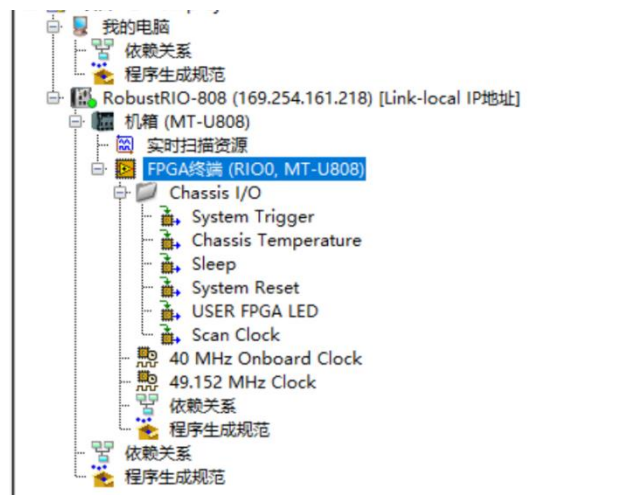 我的电脑
依赖关系
程序生成规范
RobustRIO-808 (169.254.161.218) [Link-local IP地址]
机箱 (MT-U808)
实时扫描资源
FPGA终端 (RIO0, MT-U808)
Chassis I/O
System Trigger
Chassis Temperature
Sleep
System Reset
USER FPGA LED
Scan Clock
40 MHz Onboard Clock
49.152 MHz Clock
依赖关系
程序生成规范
依赖关系
程序生成规范